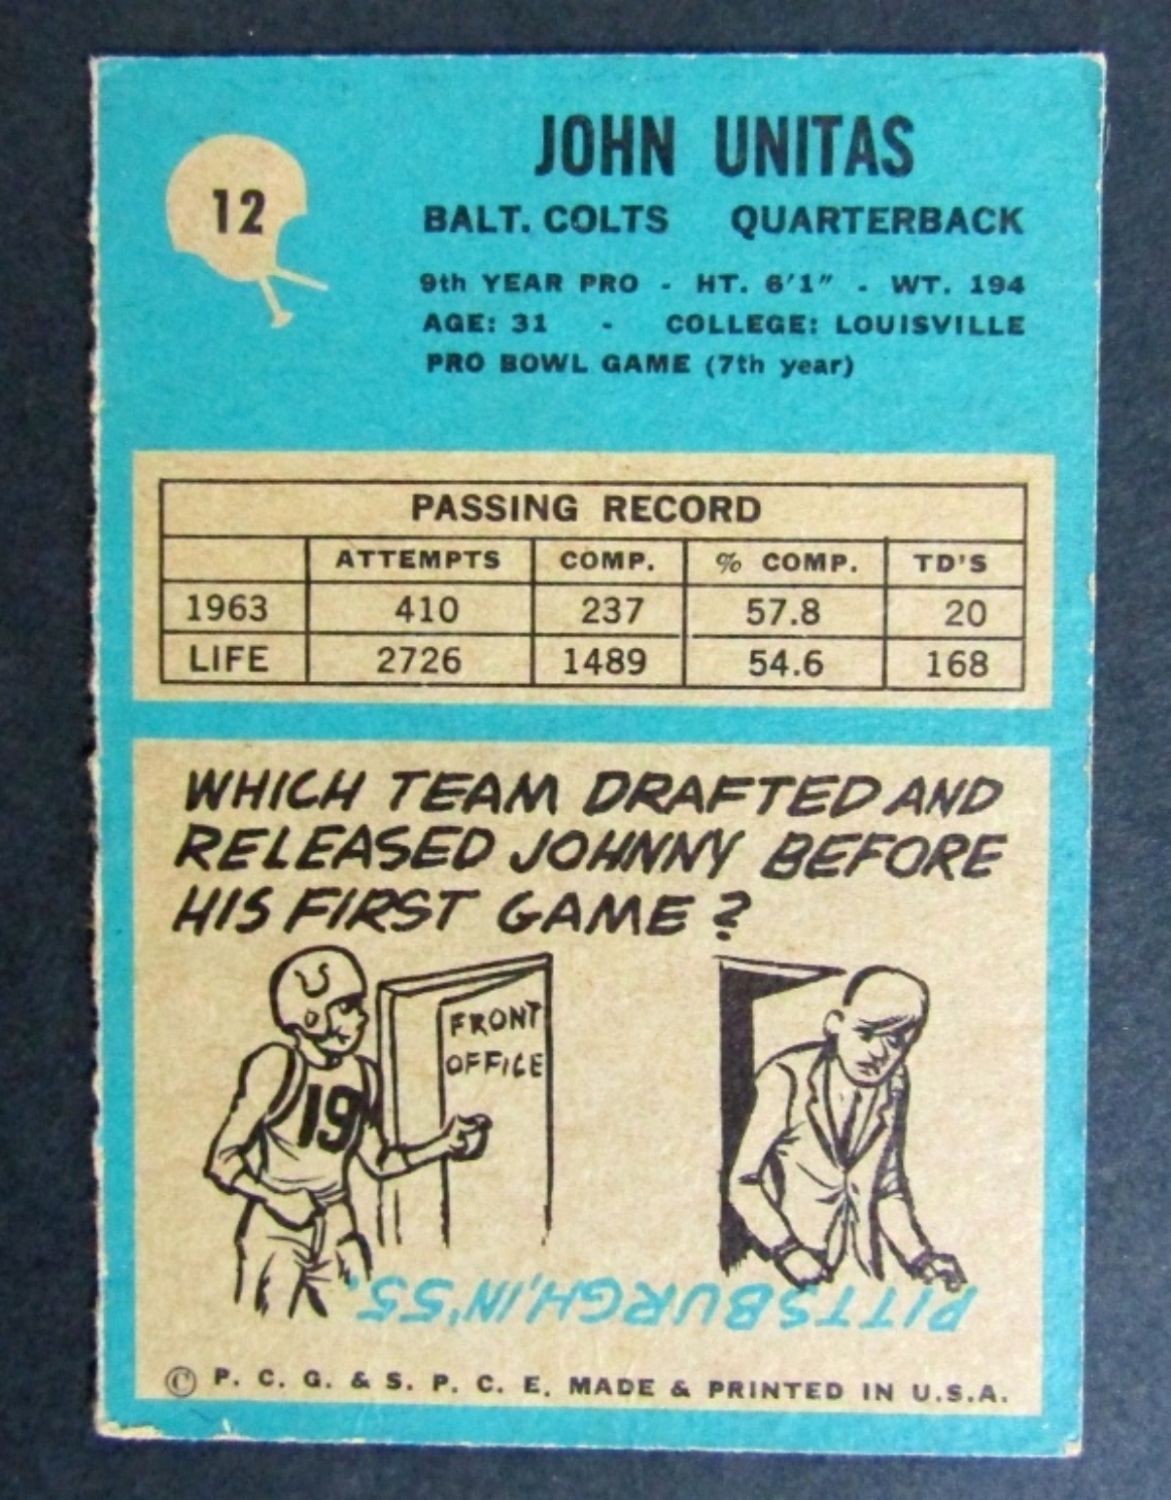 12
JOHN UNITAS
BALT. COLTS QUARTERBACK
9th YEAR PRO - HT. 6'1" - WT. 194
AGE: 31 - COLLEGE: LOUISVILLE
PRO BOWL GAME (7th year)
PASSING RECORD
ATTEMPTS COMP. % COMP. TD'S
1963 410 237 57.8 20
LIFE 2726 1489 54.6 168
WHICH TEAM DRAFTED AND
RELEASED JOHNNY BEFORE
HIS FIRST GAME?
FRONT
OFFICE
19
PITTSBURGH, IN '55.
© P. C. G. & S. P. C. E. MADE & PRINTED IN U.S.A.